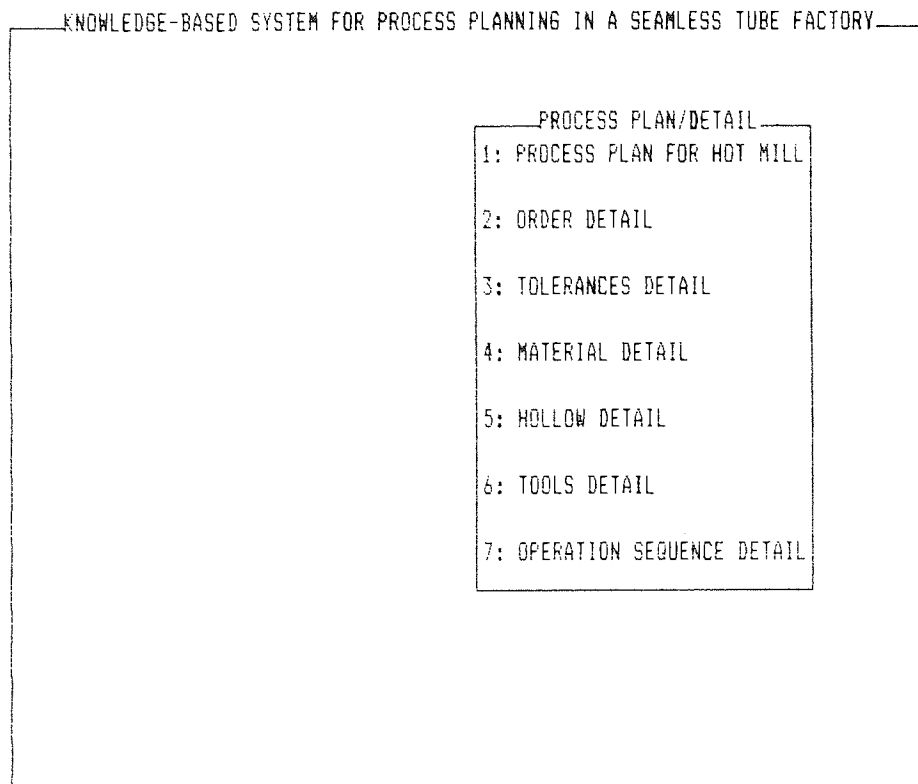 KNOWLEDGE-BASED SYSTEM FOR PROCESS PLANNING IN A SEAMLESS TUBE FACTORY
PROCESS PLAN/DETAIL
1: PROCESS PLAN FOR HOT MILL
2: ORDER DETAIL
3: TOLERANCES DETAIL
4: MATERIAL DETAIL
5: HOLLOW DETAIL
6: TOOLS DETAIL
7: OPERATION SEQUENCE DETAIL